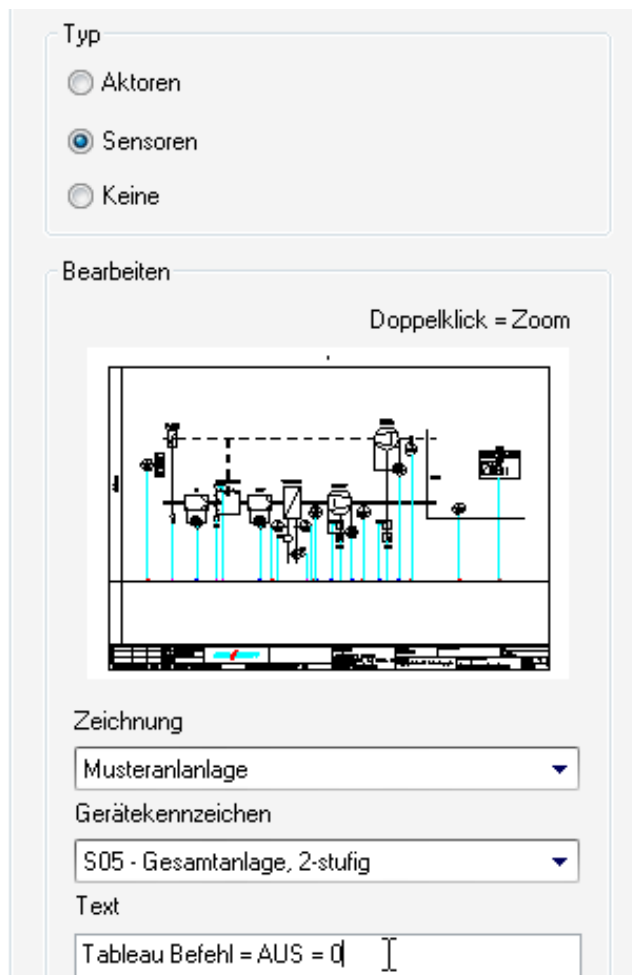 Typ
Aktoren
Sensoren
Keine
Bearbeiten
Doppelklick = Zoom
Zeichnung
Musteranlanlage
Gerätekennzeichen
S05 - Gesamtanlage, 2-stufig
Text
Tableau Befehl = AUS = 0